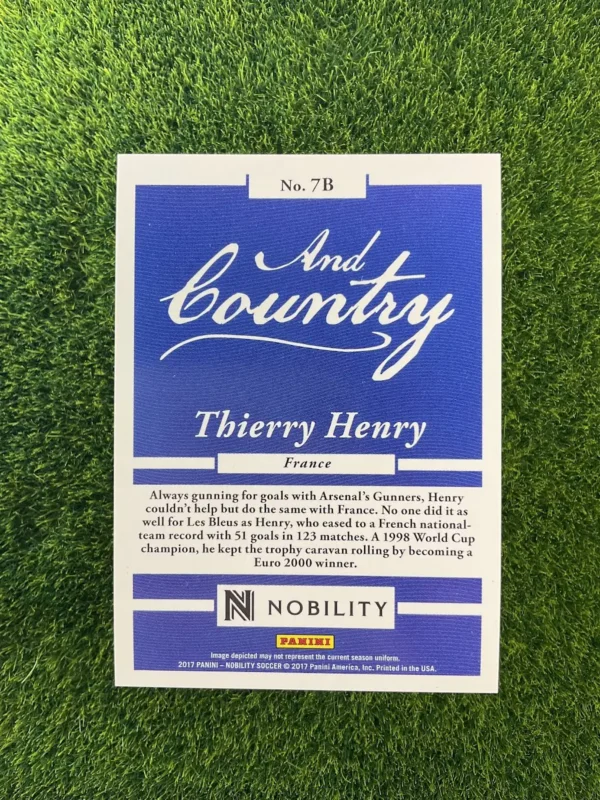 No. 7B
And
Country
Thierry Henry
France
Always gunning for goals with Arsenal's Gunners, Henry
couldn't help but do the same with France. No one did it as
well for Les Bleus as Henry, who eased to a French national-
team record with 51 goals in 123 matches. A 1998 World Cup
champion, he kept the trophy caravan rolling by becoming a
Euro 2000 winner.
N NOBILITY
PANINI
Image depicted may not represent the current season uniform.
2017 PANINI – NOBILITY SOCCER © 2017 Panini America, Inc. Printed in the USA.